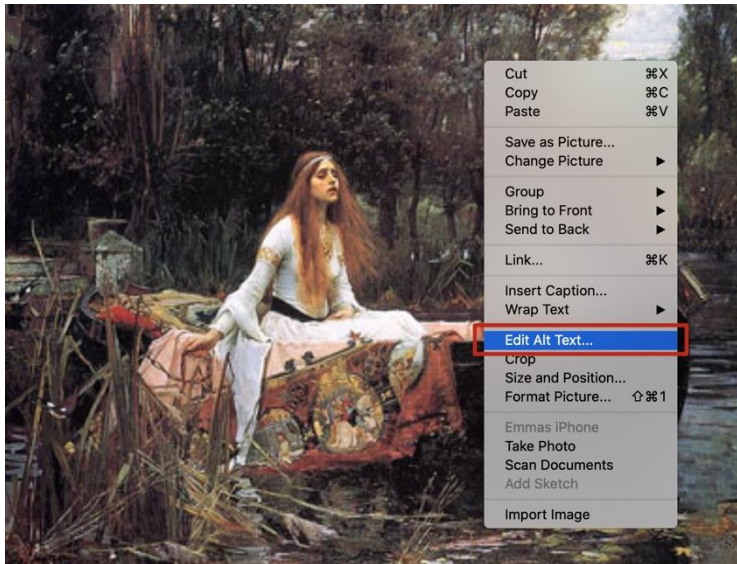 Cut ⌘X
Copy ⌘C
Paste ⌘V
Save as Picture...
Change Picture ▶
Group ▶
Bring to Front ▶
Send to Back ▶
Link... ⌘K
Insert Caption...
Wrap Text ▶
Edit Alt Text...
Crop
Size and Position...
Format Picture... ⇧⌘1
Emmas iPhone
Take Photo
Scan Documents
Add Sketch
Import Image